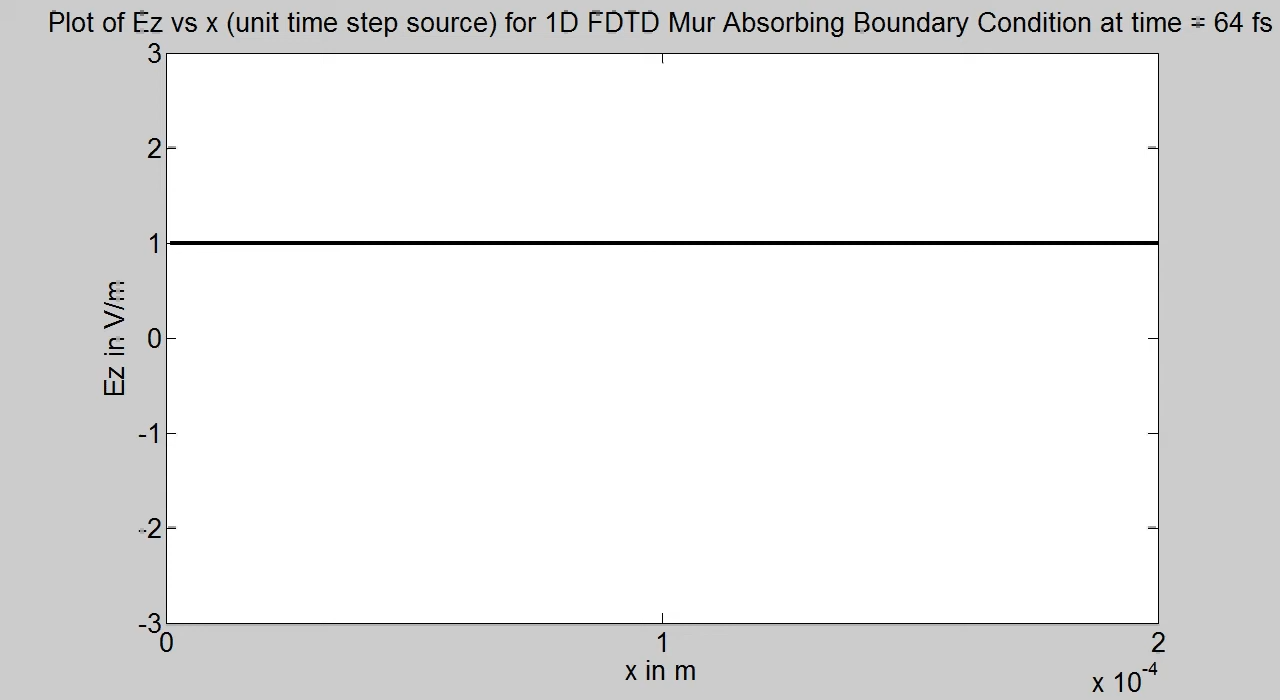 Plot of Ez vs x (unit time step source) for 1D FDTD Mur Absorbing Boundary Condition at time = 64 fs
3
2
1
0
-1
-2
-3
Ez in V/m
0 1 2
x in m
x 10^-4